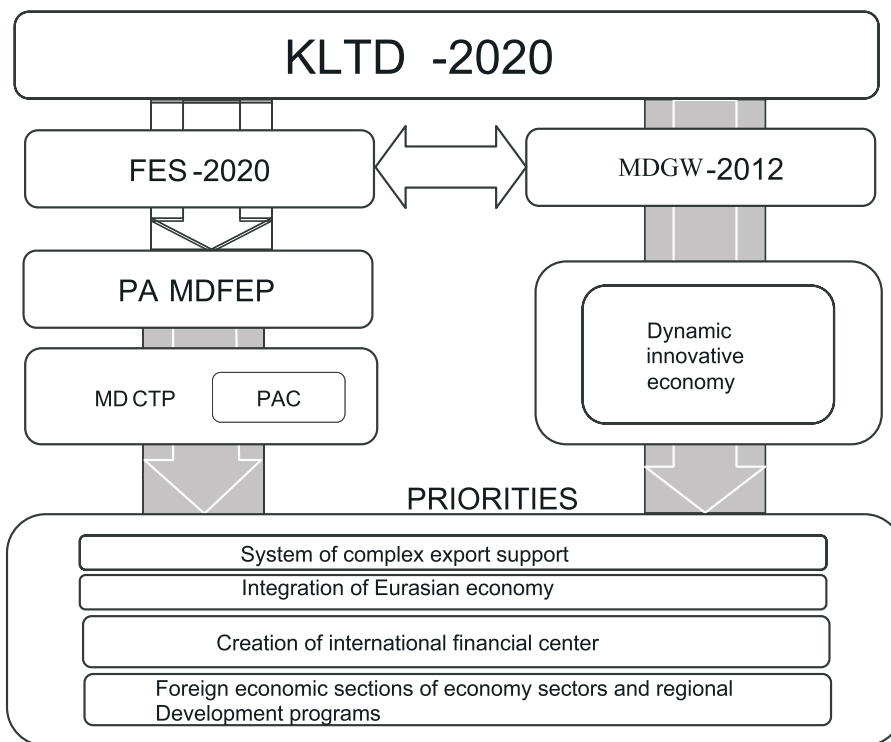 KLTD -2020
FES -2020
MDGW-2012
PA MDFEP
MD CTP
PAC
Dynamic
innovative
economy
PRIORITIES
System of complex export support
Integration of Eurasian economy
Creation of international financial center
Foreign economic sections of economy sectors and regional
Development programs